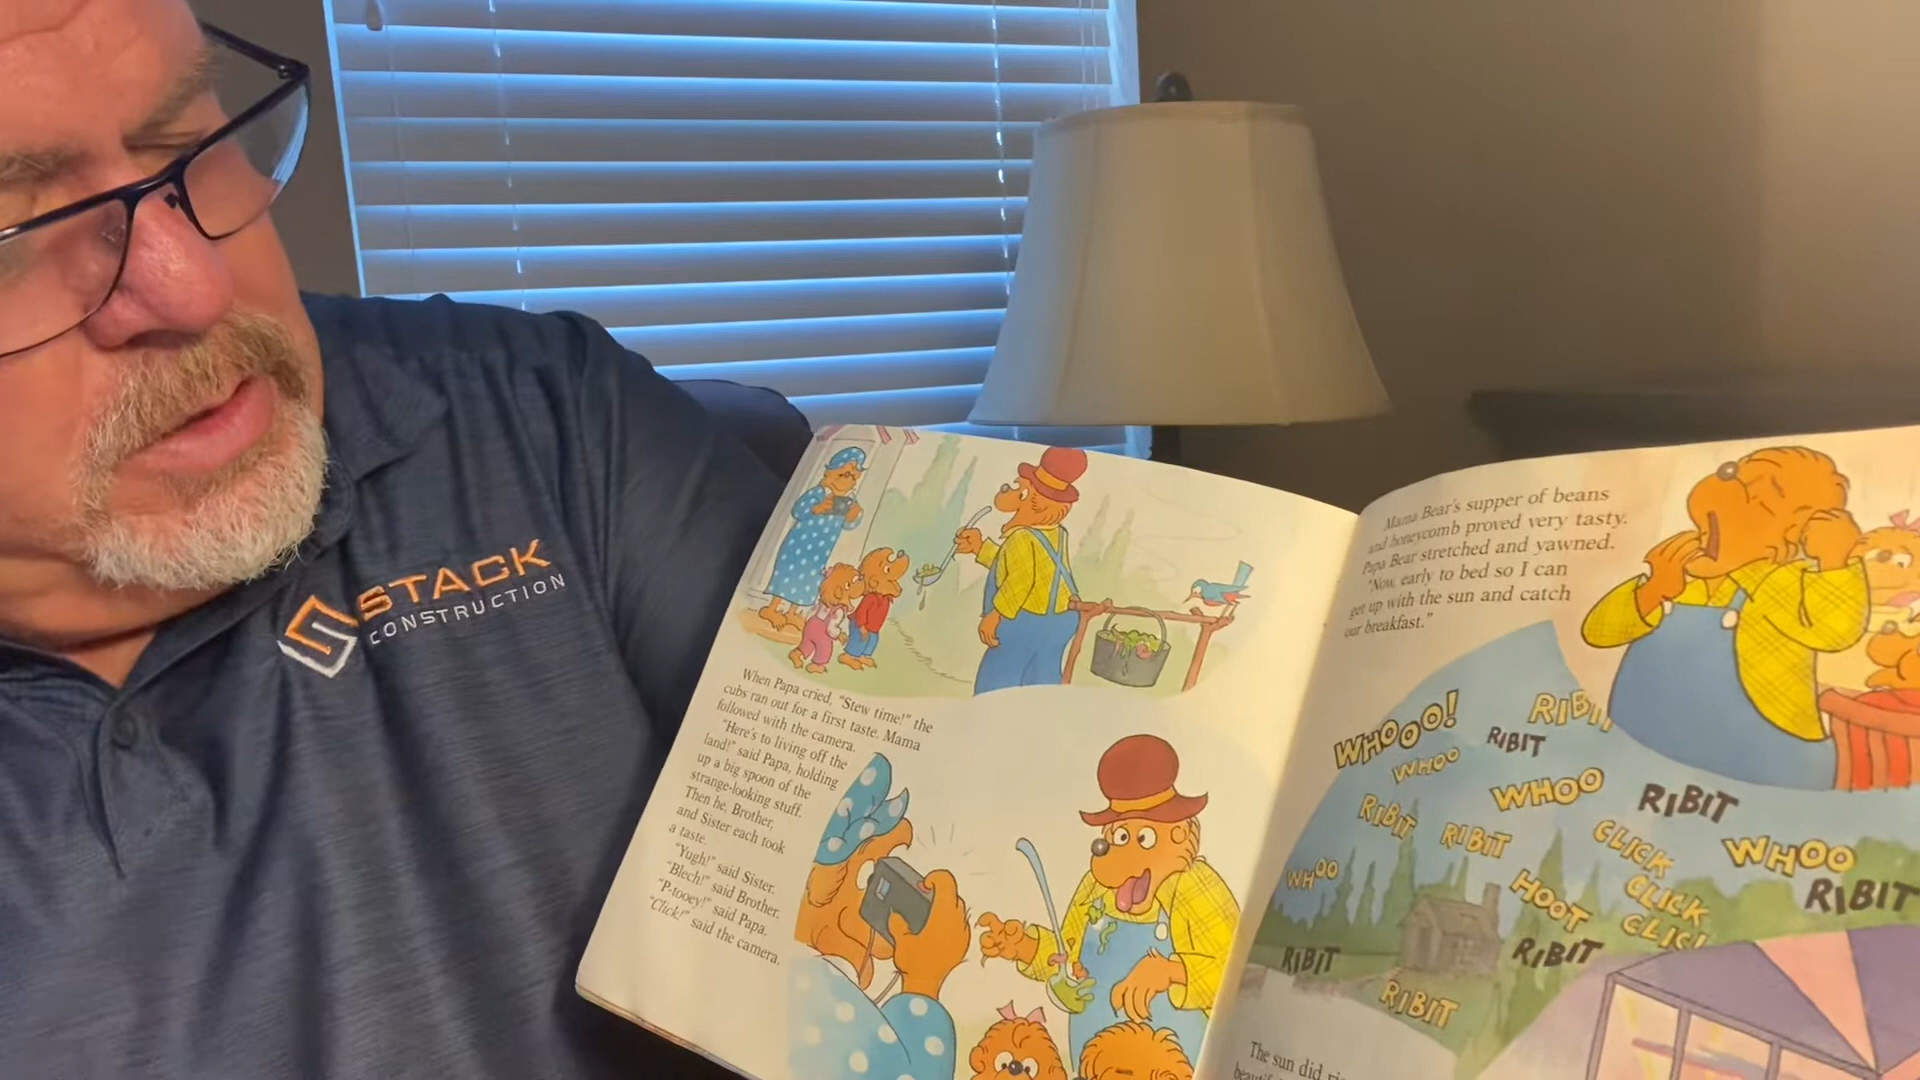 STACK
CONSTRUCTION
When Papa cried, "Stew time!" the
cubs ran out for a first taste. Mama
followed with the camera.
"Here's to living off the
land!" said Papa, holding
up a big spoon of the
strange-looking stuff.
Then he, Brother,
and Sister each took
a taste.
"Yugh!" said Sister.
"Blech!" said Brother.
"P-tooey!" said Papa.
"Click!" said the camera.
Mama Bear's supper of beans
and honeycomb proved very tasty.
Papa Bear stretched and yawned.
"Now, early to bed so I can
get up with the sun and catch
our breakfast."
WHOOO!
RIBIT
WHOO
RIBIT
WHOO
RIBIT
RIBIT
RIBIT
CLICK
WHOO
WHOO
CLICK
RIBIT
HOOT
CLICK
RIBIT
RIBIT
RIBIT
The sun did